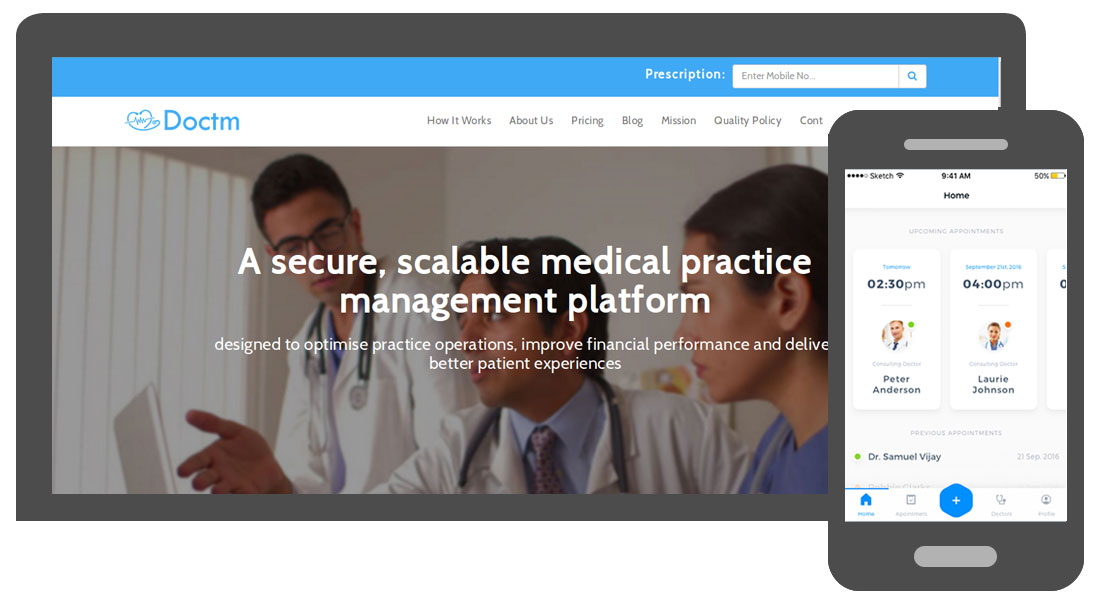 Prescription: Enter Mobile No...
Doctm How It Works About Us Pricing Blog Mission Quality Policy Cont
A secure, scalable medical practice
management platform
designed to optimise practice operations, improve financial performance and delive
better patient experiences
Sketch 9:41 AM 50%
Home
UPCOMING APPOINTMENTS
Tomorrow
02:30pm
Consulting Doctor
Peter
Anderson
September 21st, 2016
04:00pm
Consulting Doctor
Laurie
Johnson
PREVIOUS APPOINTMENTS
Dr. Samuel Vijay 21 Sep. 2016
Home Doctors Profile